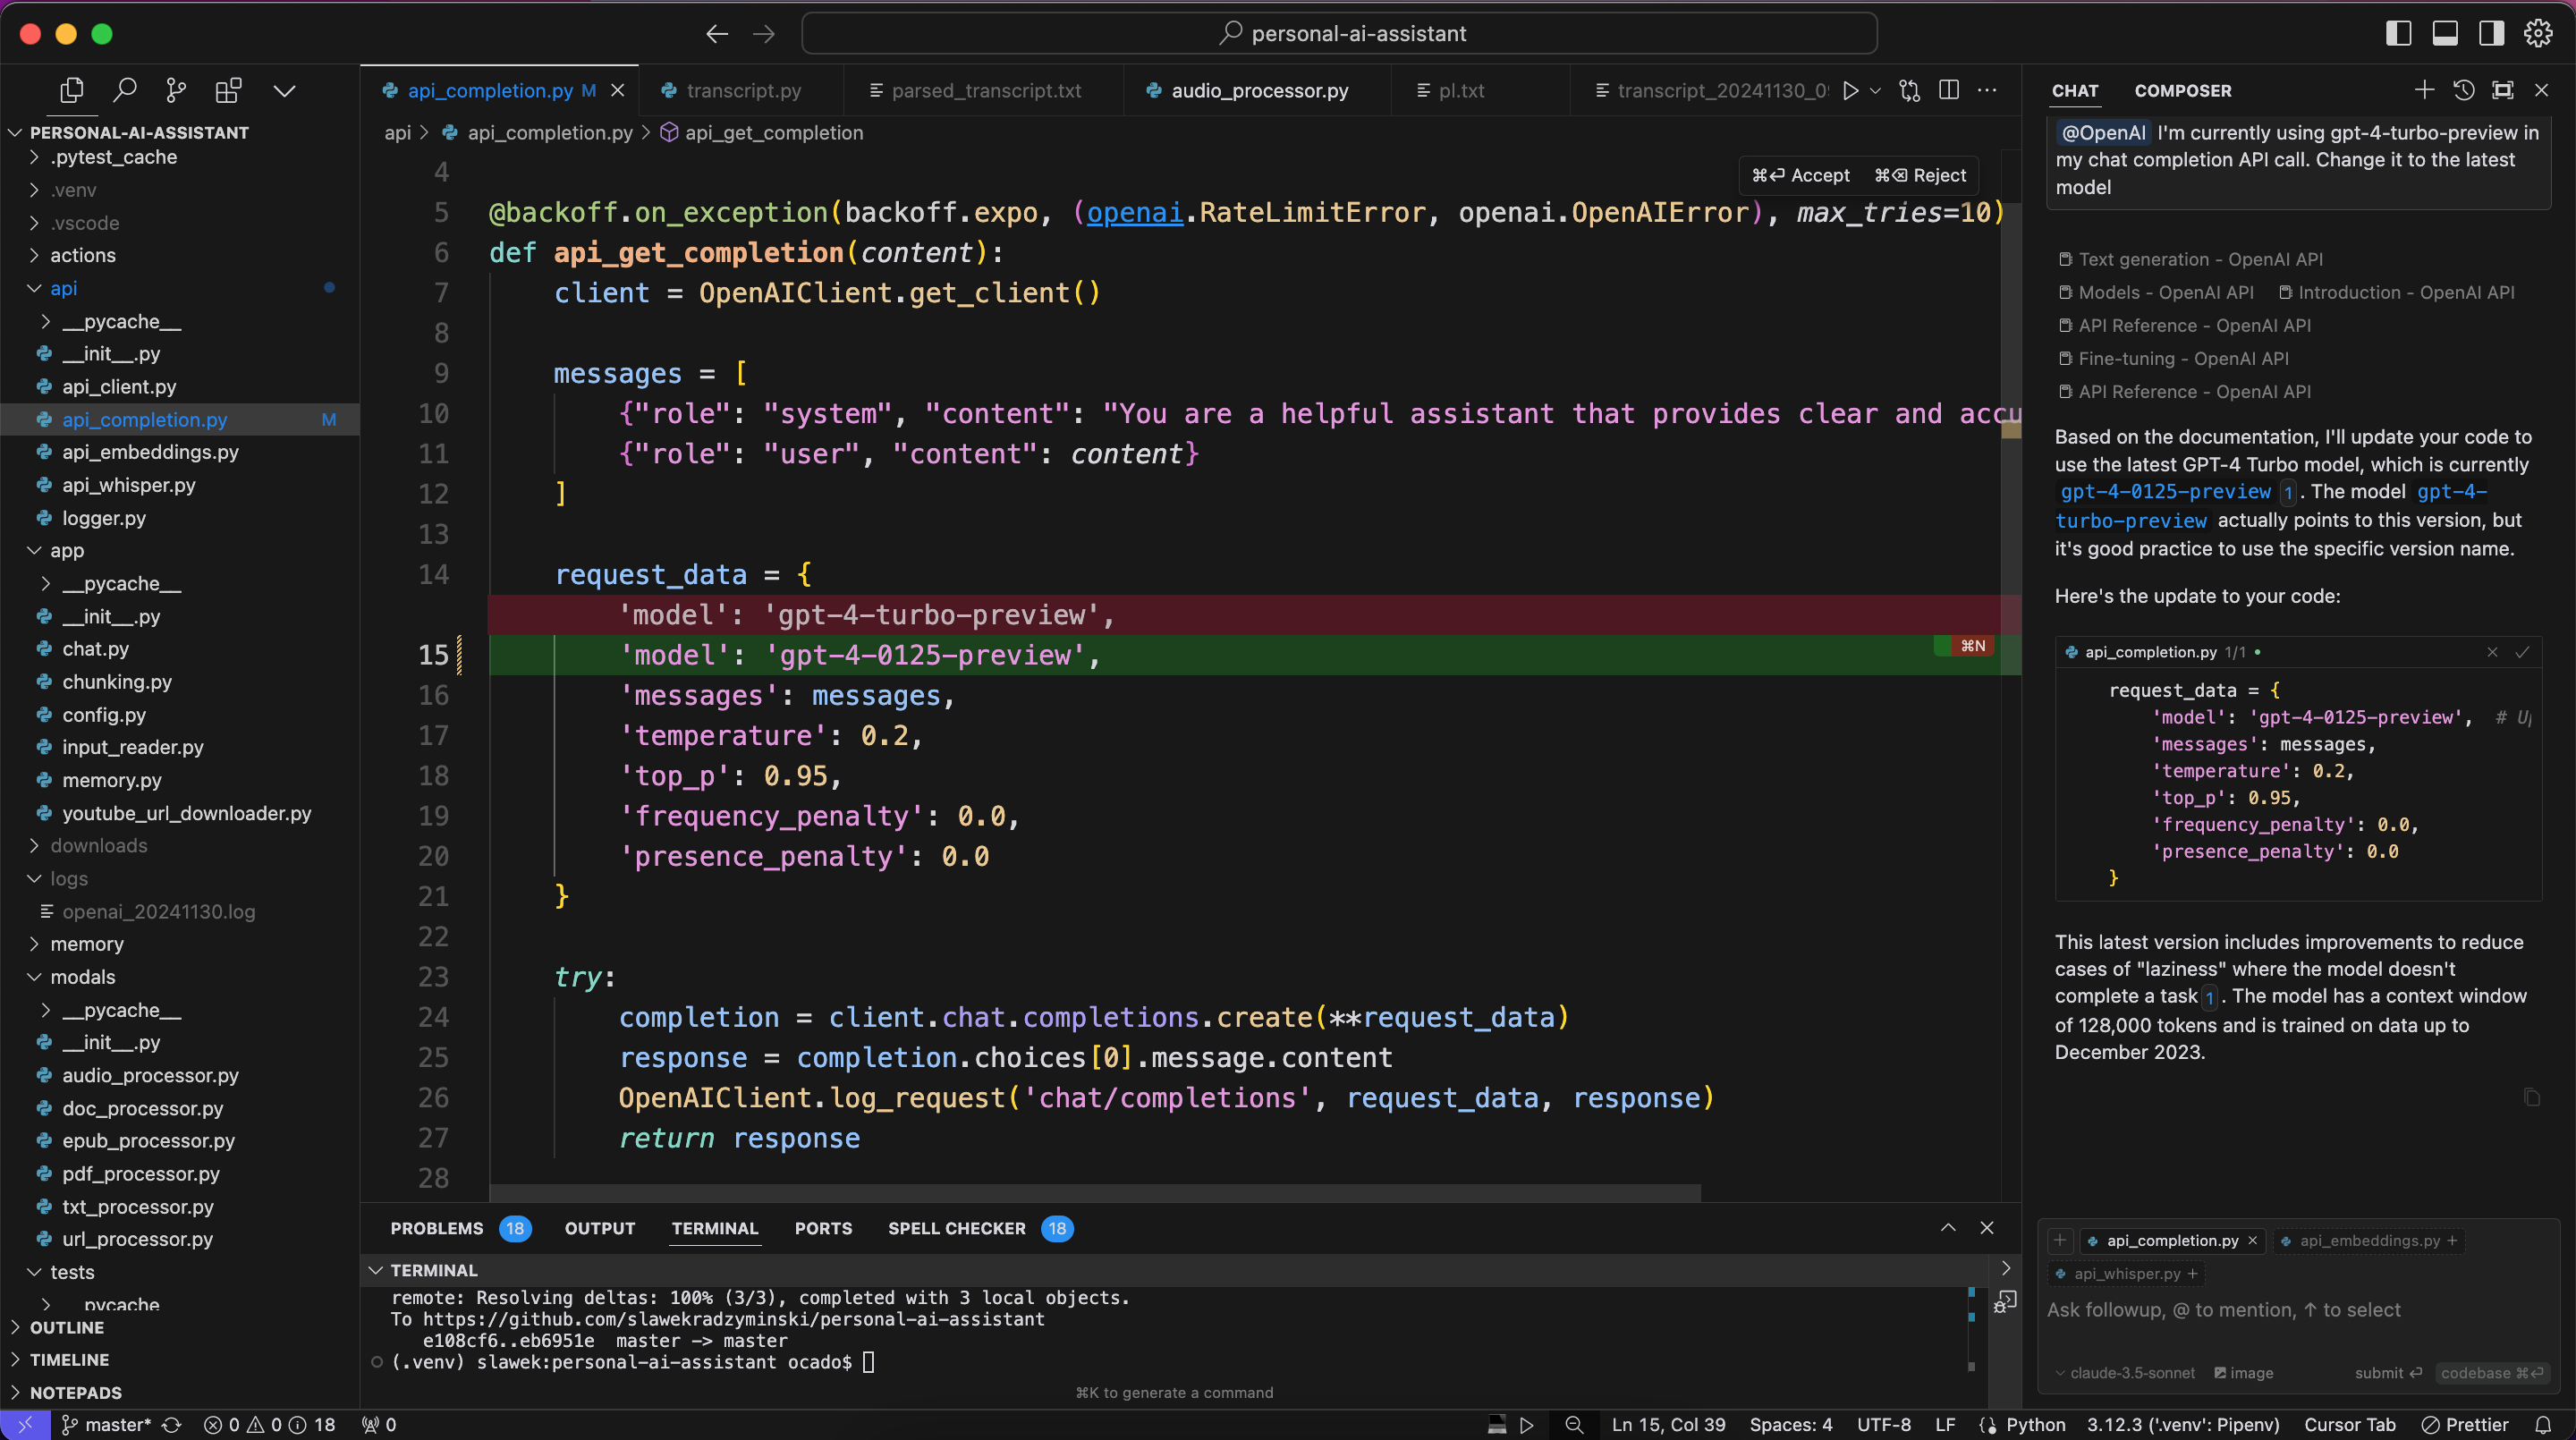 personal-ai-assistant
PERSONAL-AI-ASSISTANT
.pytest_cache
.venv
.vscode
actions
api
__pycache__
__init__.py
api_client.py
api_completion.py M
api_embeddings.py
api_whisper.py
logger.py
app
__pycache__
__init__.py
chat.py
chunking.py
config.py
input_reader.py
memory.py
youtube_url_downloader.py
downloads
logs
openai_20241130.log
memory
modals
__pycache__
__init__.py
audio_processor.py
doc_processor.py
epub_processor.py
pdf_processor.py
txt_processor.py
url_processor.py
tests
__pycache__
OUTLINE
TIMELINE
NOTEPADS
api_completion.py M transcript.py parsed_transcript.txt audio_processor.py pl.txt transcript_20241130_0
api > api_completion.py > api_get_completion
⌘⏎ Accept ⌘⌫ Reject
4
5 @backoff.on_exception(backoff.expo, (openai.RateLimitError, openai.OpenAIError), max_tries=10)
6 def api_get_completion(content):
7 client = OpenAIClient.get_client()
8
9 messages = [
10 {"role": "system", "content": "You are a helpful assistant that provides clear and accu
11 {"role": "user", "content": content}
12 ]
13
14 request_data = {
'model': 'gpt-4-turbo-preview',
15 'model': 'gpt-4-0125-preview', ⌘N
16 'messages': messages,
17 'temperature': 0.2,
18 'top_p': 0.95,
19 'frequency_penalty': 0.0,
20 'presence_penalty': 0.0
21 }
22
23 try:
24 completion = client.chat.completions.create(**request_data)
25 response = completion.choices[0].message.content
26 OpenAIClient.log_request('chat/completions', request_data, response)
27 return response
28
PROBLEMS 18 OUTPUT TERMINAL PORTS SPELL CHECKER 18
TERMINAL
remote: Resolving deltas: 100% (3/3), completed with 3 local objects.
To https://github.com/slawekradzyminski/personal-ai-assistant
e108cf6..eb6951e master -> master
(.venv) slawek:personal-ai-assistant ocado$
⌘K to generate a command
CHAT COMPOSER
@OpenAI I'm currently using gpt-4-turbo-preview in
my chat completion API call. Change it to the latest
model
Text generation - OpenAI API
Models - OpenAI API Introduction - OpenAI API
API Reference - OpenAI API
Fine-tuning - OpenAI API
API Reference - OpenAI API
Based on the documentation, I'll update your code to
use the latest GPT-4 Turbo model, which is currently
gpt-4-0125-preview 1. The model gpt-4-
turbo-preview actually points to this version, but
it's good practice to use the specific version name.
Here's the update to your code:
api_completion.py 1/1
request_data = {
'model': 'gpt-4-0125-preview', # Up
'messages': messages,
'temperature': 0.2,
'top_p': 0.95,
'frequency_penalty': 0.0,
'presence_penalty': 0.0
}
This latest version includes improvements to reduce
cases of "laziness" where the model doesn't
complete a task 1. The model has a context window
of 128,000 tokens and is trained on data up to
December 2023.
+ api_completion.py × api_embeddings.py +
api_whisper.py +
Ask followup, @ to mention, ↑ to select
claude-3.5-sonnet image submit ⏎ codebase ⌘⏎
master* 0 0 18 0 Ln 15, Col 39 Spaces: 4 UTF-8 LF Python 3.12.3 ('.venv': Pipenv) Cursor Tab Prettier